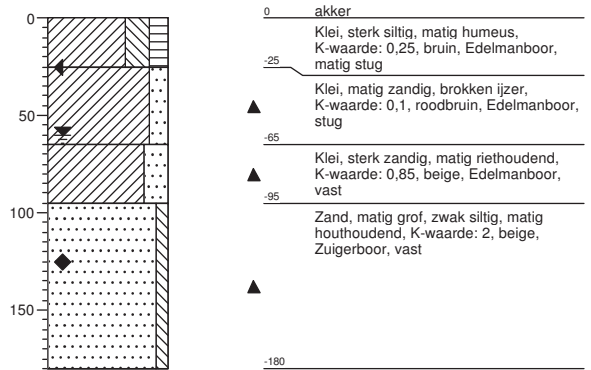 0
50
100
150
0 akker
Klei, sterk siltig, matig humeus,
K-waarde: 0,25, bruin, Edelmanboor,
matig stug
-25
Klei, matig zandig, brokken ijzer,
K-waarde: 0,1, roodbruin, Edelmanboor,
stug
-65
Klei, sterk zandig, matig riethoudend,
K-waarde: 0,85, beige, Edelmanboor,
vast
-95
Zand, matig grof, zwak siltig, matig
houthoudend, K-waarde: 2, beige,
Zuigerboor, vast
-180